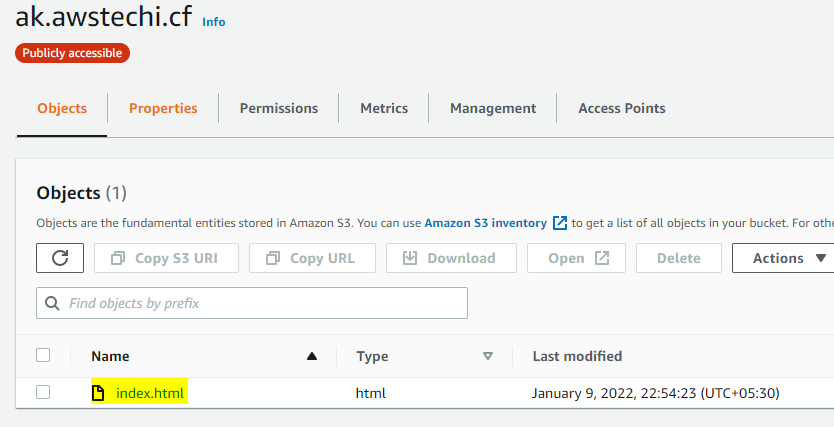 ak.awstechi.cf Info
Publicly accessible
Objects Properties Permissions Metrics Management Access Points
Objects (1)
Objects are the fundamental entities stored in Amazon S3. You can use Amazon S3 inventory to get a list of all objects in your bucket. For othe
Copy S3 URI Copy URL Download Open Delete Actions
Find objects by prefix
Name Type Last modified
index.html html January 9, 2022, 22:54:23 (UTC+05:30)